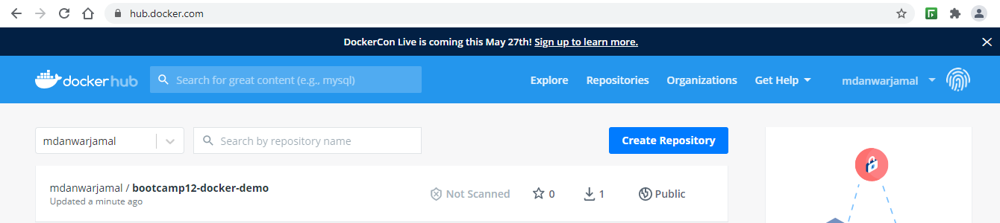 hub.docker.com
DockerCon Live is coming this May 27th! Sign up to learn more.
docker hub Search for great content (e.g., mysql) Explore Repositories Organizations Get Help mdanwarjamal
mdanwarjamal Search by repository name Create Repository
mdanwarjamal / bootcamp12-docker-demo Not Scanned 0 1 Public
Updated a minute ago